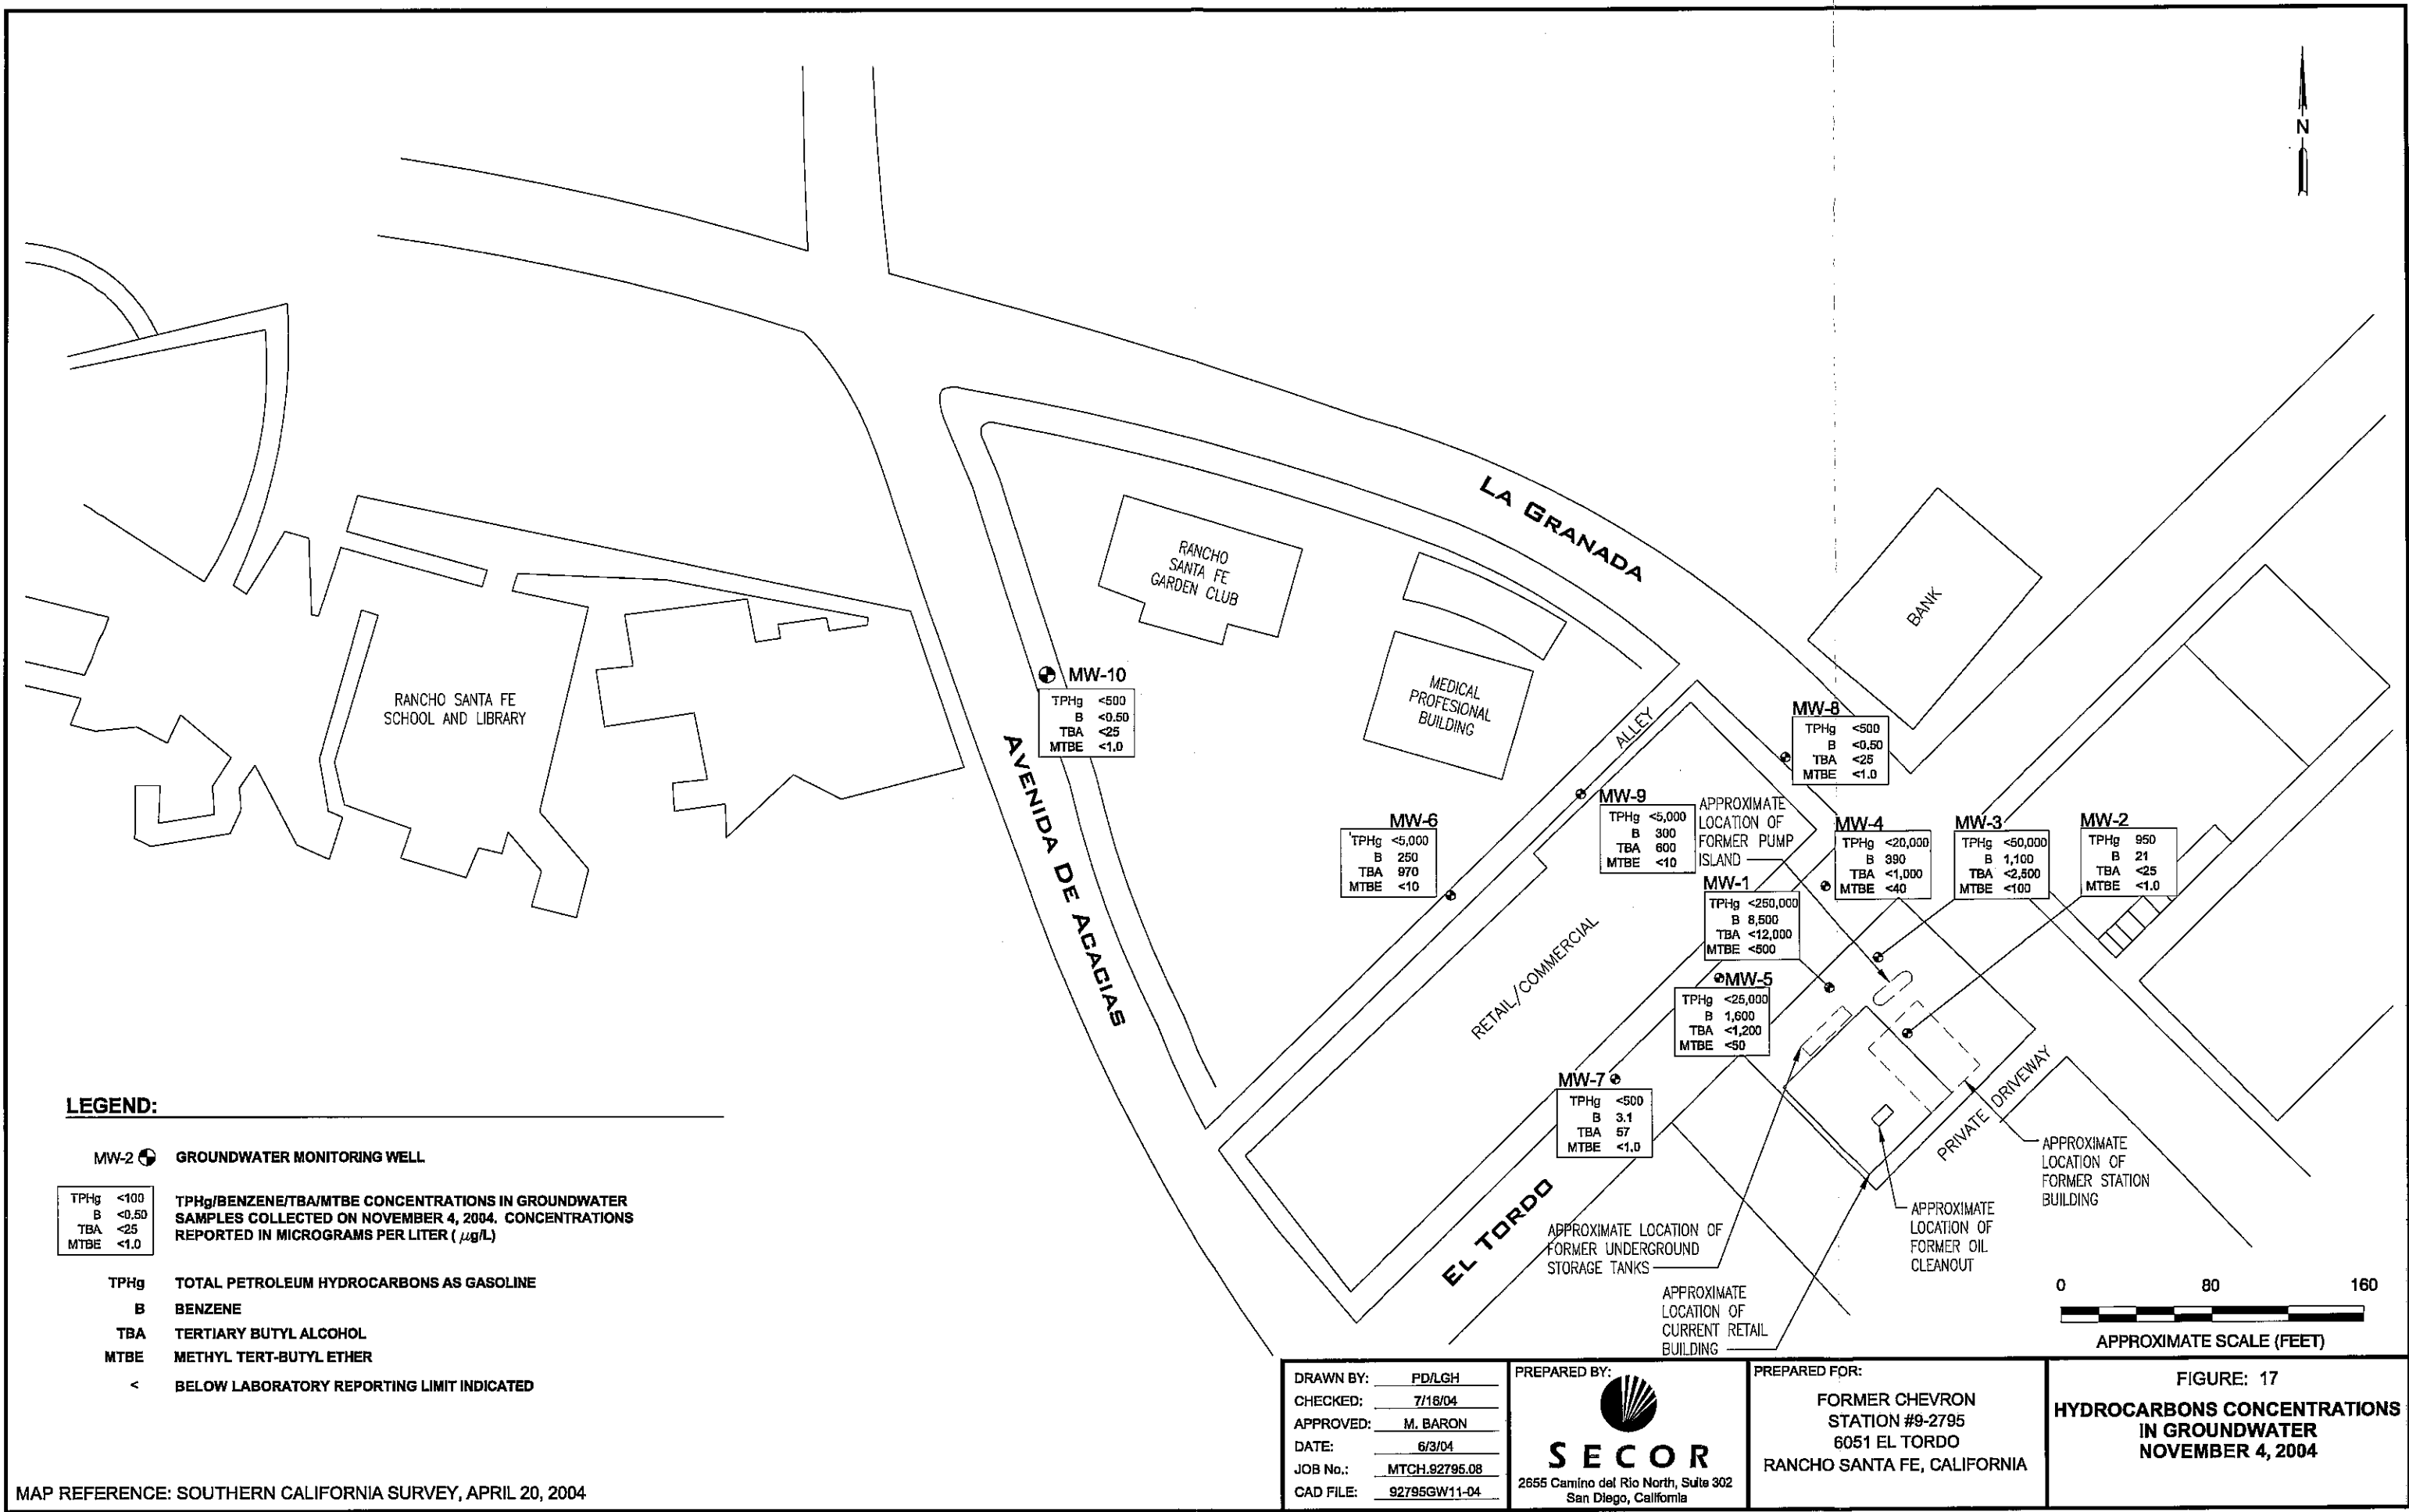 N
LA GRANADA
RANCHO
SANTA FE
GARDEN CLUB
BANK
MEDICAL
PROFESIONAL
BUILDING
ALLEY
RANCHO SANTA FE
SCHOOL AND LIBRARY
AVENIDA DE ACACIAS
MW-10
TPHg <500
B <0.50
TBA <25
MTBE <1.0
MW-8
TPHg <500
B <0.50
TBA <25
MTBE <1.0
MW-6
TPHg <5,000
B 250
TBA 970
MTBE <10
MW-9
TPHg <5,000
B 300
TBA 600
MTBE <10
APPROXIMATE
LOCATION OF
FORMER PUMP
ISLAND
MW-4
TPHg <20,000
B 390
TBA <1,000
MTBE <40
MW-3
TPHg <50,000
B 1,100
TBA <2,500
MTBE <100
MW-2
TPHg 950
B 21
TBA <25
MTBE <1.0
MW-1
TPHg <250,000
B 8,500
TBA <12,000
MTBE <500
RETAIL/COMMERCIAL
MW-5
TPHg <25,000
B 1,600
TBA <1,200
MTBE <50
MW-7
TPHg <500
B 3.1
TBA 57
MTBE <1.0
PRIVATE DRIVEWAY
EL TORDO
APPROXIMATE
LOCATION OF
FORMER STATION
BUILDING
APPROXIMATE
LOCATION OF
FORMER OIL
CLEANOUT
APPROXIMATE LOCATION OF
FORMER UNDERGROUND
STORAGE TANKS
APPROXIMATE
LOCATION OF
CURRENT RETAIL
BUILDING
0 80 160
APPROXIMATE SCALE (FEET)
LEGEND:
MW-2 GROUNDWATER MONITORING WELL
TPHg <100
B <0.50
TBA <25
MTBE <1.0
TPHg/BENZENE/TBA/MTBE CONCENTRATIONS IN GROUNDWATER
SAMPLES COLLECTED ON NOVEMBER 4, 2004. CONCENTRATIONS
REPORTED IN MICROGRAMS PER LITER ( µg/L)
TPHg TOTAL PETROLEUM HYDROCARBONS AS GASOLINE
B BENZENE
TBA TERTIARY BUTYL ALCOHOL
MTBE METHYL TERT-BUTYL ETHER
< BELOW LABORATORY REPORTING LIMIT INDICATED
MAP REFERENCE: SOUTHERN CALIFORNIA SURVEY, APRIL 20, 2004
DRAWN BY: PD/LGH
CHECKED: 7/16/04
APPROVED: M. BARON
DATE: 6/3/04
JOB No.: MTCH.92795.08
CAD FILE: 92795GW11-04
PREPARED BY:
SECOR
2655 Camino del Rio North, Suite 302
San Diego, California
PREPARED FOR:
FORMER CHEVRON
STATION #9-2795
6051 EL TORDO
RANCHO SANTA FE, CALIFORNIA
FIGURE: 17
HYDROCARBONS CONCENTRATIONS
IN GROUNDWATER
NOVEMBER 4, 2004